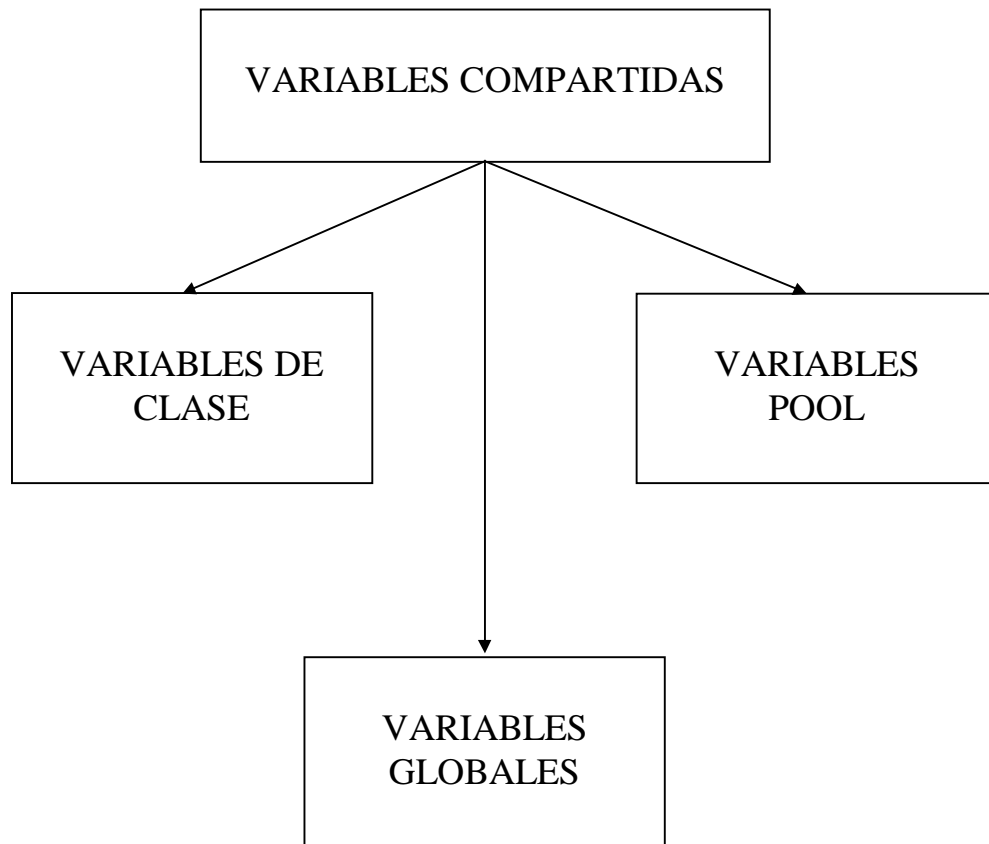 VARIABLES COMPARTIDAS
VARIABLES DE
CLASE
VARIABLES
POOL
VARIABLES
GLOBALES